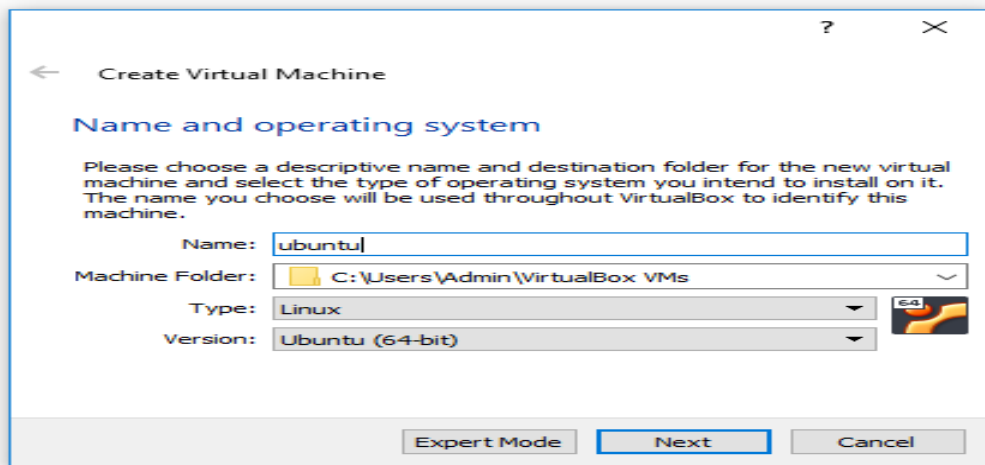 ?
Create Virtual Machine
Name and operating system
Please choose a descriptive name and destination folder for the new virtual
machine and select the type of operating system you intend to install on it.
The name you choose will be used throughout VirtualBox to identify this
machine.
Name: ubuntu
Machine Folder: C:\Users\Admin\VirtualBox VMs
Type: Linux
64
Version: Ubuntu (64-bit)
Expert Mode Next Cancel